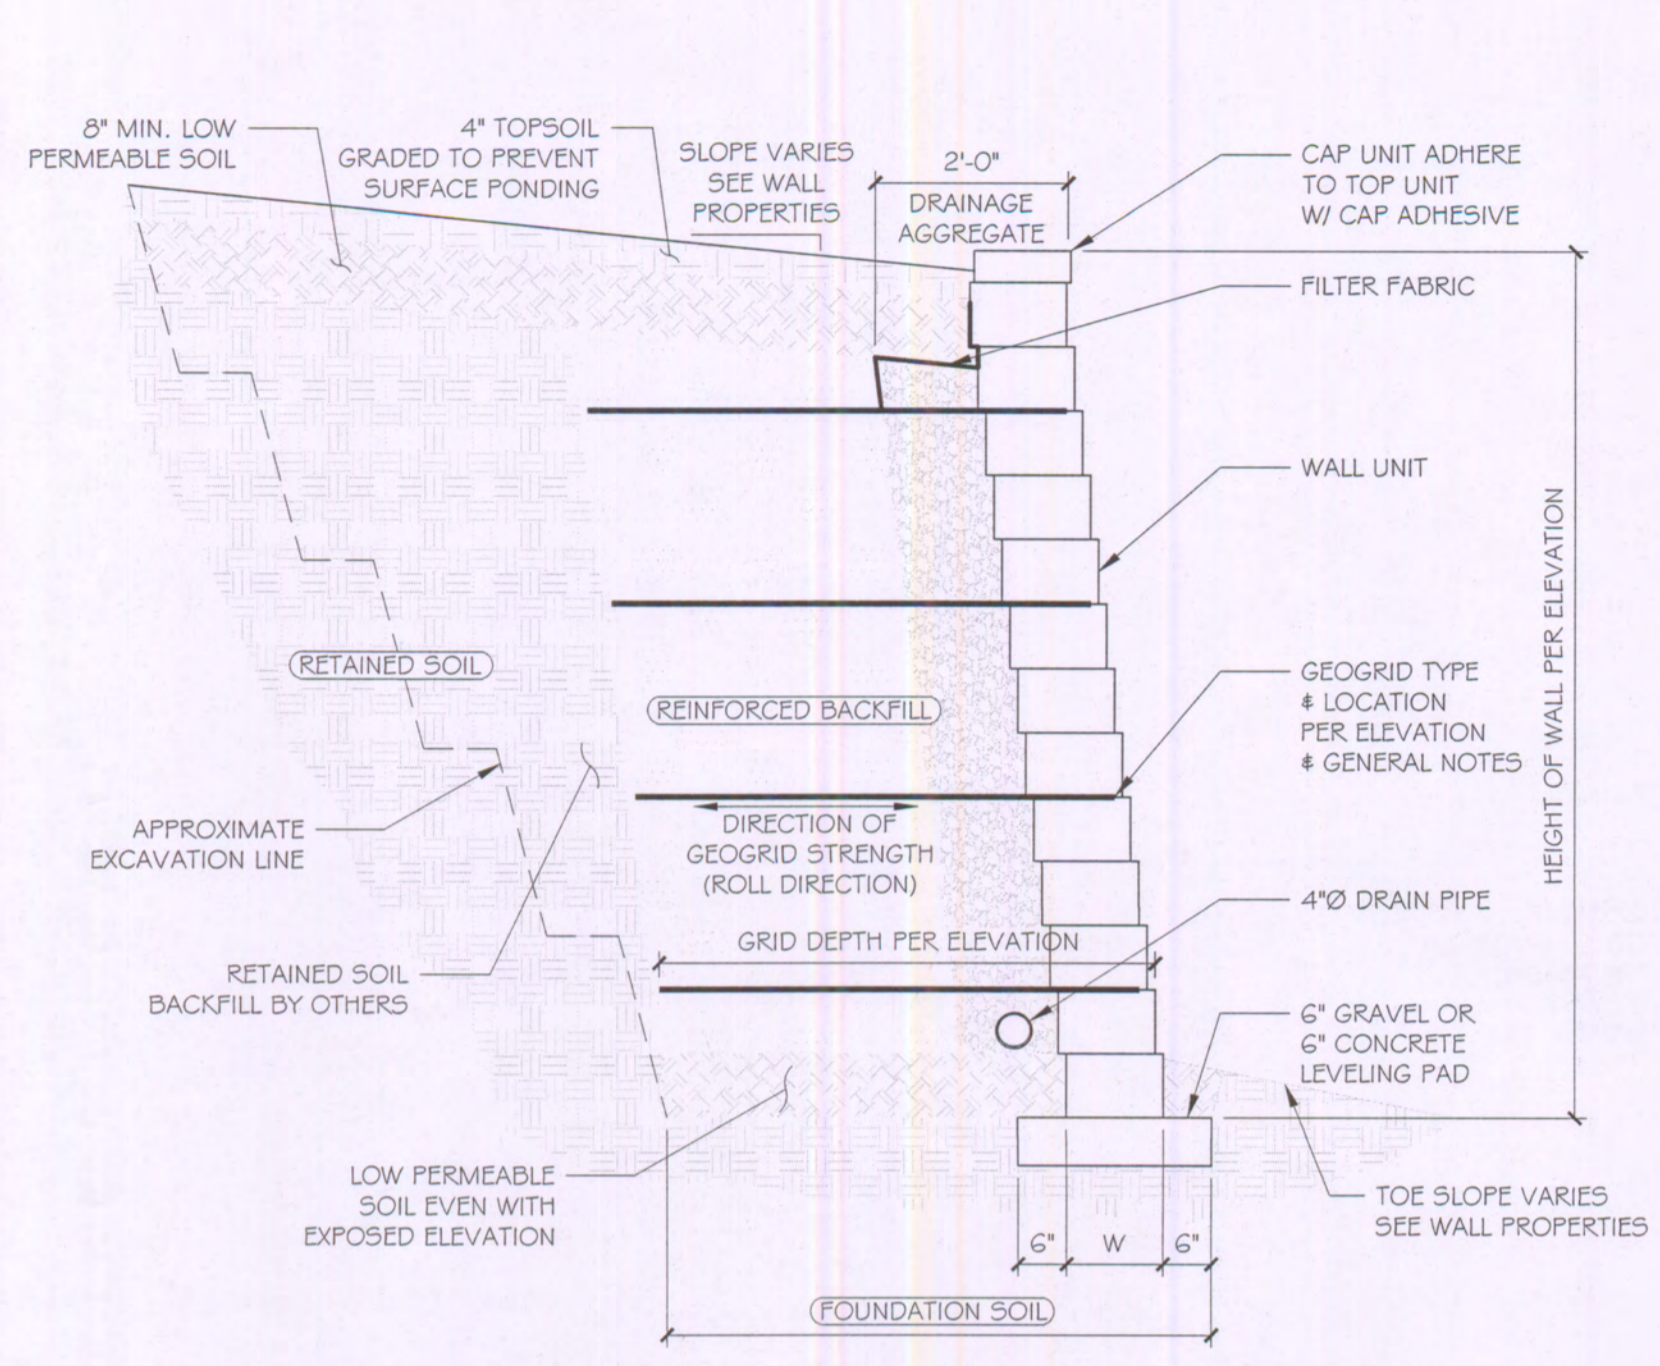 8" MIN. LOW
PERMEABLE SOIL
4" TOPSOIL
GRADED TO PREVENT
SURFACE PONDING
SLOPE VARIES
SEE WALL
PROPERTIES
2'-0"
DRAINAGE
AGGREGATE
CAP UNIT ADHERE
TO TOP UNIT
W/ CAP ADHESIVE
FILTER FABRIC
WALL UNIT
HEIGHT OF WALL PER ELEVATION
RETAINED SOIL
REINFORCED BACKFILL
GEOGRID TYPE
& LOCATION
PER ELEVATION
& GENERAL NOTES
APPROXIMATE
EXCAVATION LINE
DIRECTION OF
GEOGRID STRENGTH
(ROLL DIRECTION)
4"Ø DRAIN PIPE
GRID DEPTH PER ELEVATION
RETAINED SOIL
BACKFILL BY OTHERS
6" GRAVEL OR
6" CONCRETE
LEVELING PAD
LOW PERMEABLE
SOIL EVEN WITH
EXPOSED ELEVATION
TOE SLOPE VARIES
SEE WALL PROPERTIES
6" W 6"
FOUNDATION SOIL